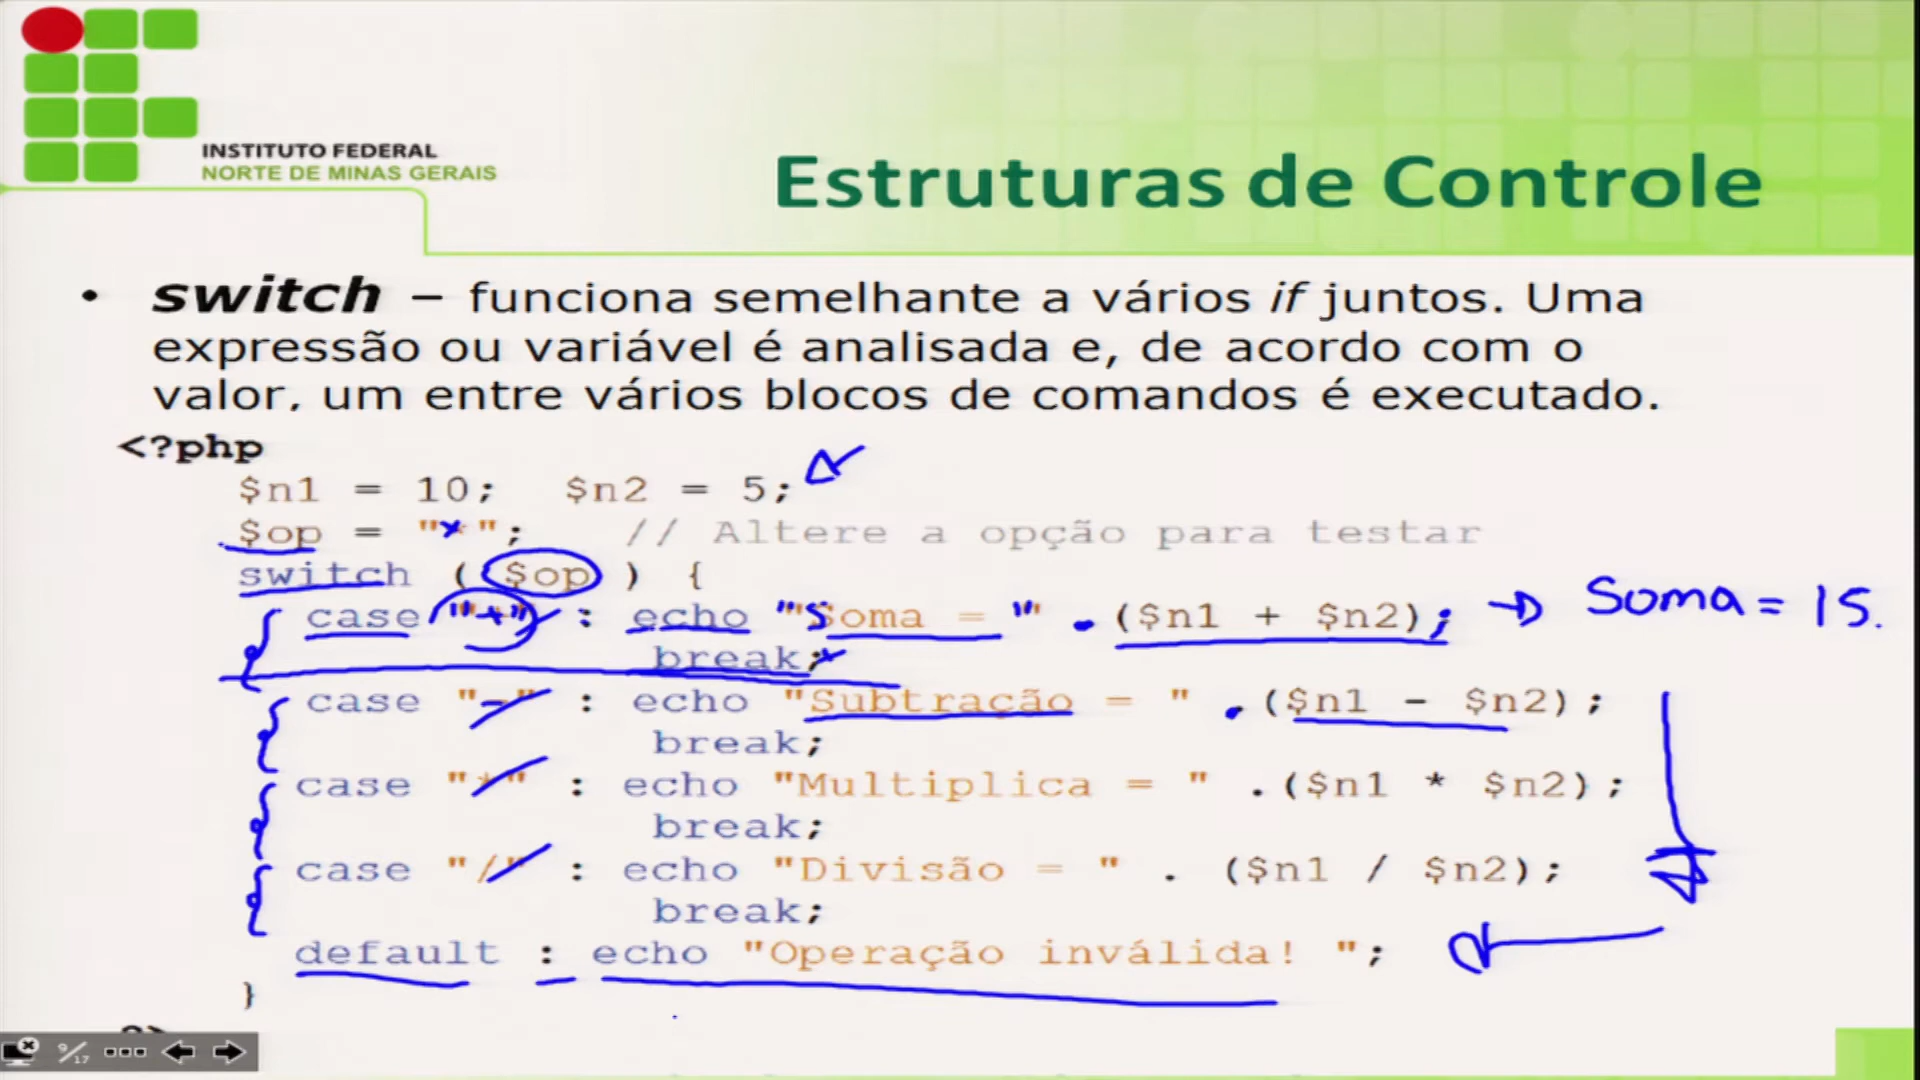 INSTITUTO FEDERAL
NORTE DE MINAS GERAIS
Estruturas de Controle
• switch – funciona semelhante a vários if juntos. Uma
expressão ou variável é analisada e, de acordo com o
valor, um entre vários blocos de comandos é executado.
<?php
$n1 = 10; $n2 = 5;
$op = "*"; // Altere a opção para testar
switch ( $op ) {
case "+" : echo "Soma = " . ($n1 + $n2); → Soma = 15.
break;
case "-" : echo "Subtração = " .($n1 - $n2);
break;
case "*" : echo "Multiplica = " .($n1 * $n2);
break;
case "/" : echo "Divisão = " . ($n1 / $n2);
break;
default : echo "Operação inválida! ";
}
?>
9/17